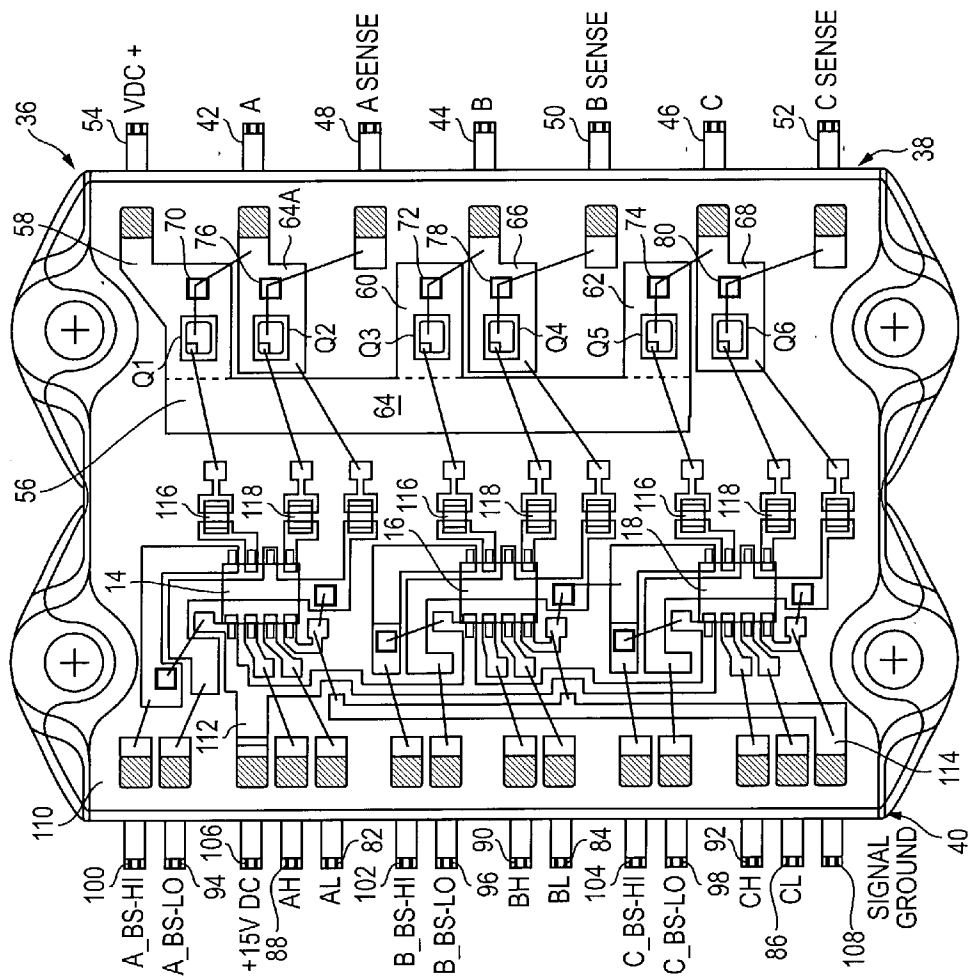 36
54
VDC +
42
A
48
A SENSE
44
B
50
B SENSE
46
C
52
C SENSE
38
58
70
76
64A
72
78
66
60
74
80
68
62
Q1
Q2
Q3
Q4
Q5
Q6
56
64
116
118
116
118
116
118
14
16
18
110
112
114
100
A_BS-HI
A_BS-LO
94
106
+15V DC
AH
88
AL
82
102
B_BS-HI
B_BS-LO
96
90
BH
BL
84
104
C_BS-HI
C_BS-LO
98
92
CH
CL
86
108
SIGNAL
GROUND
40